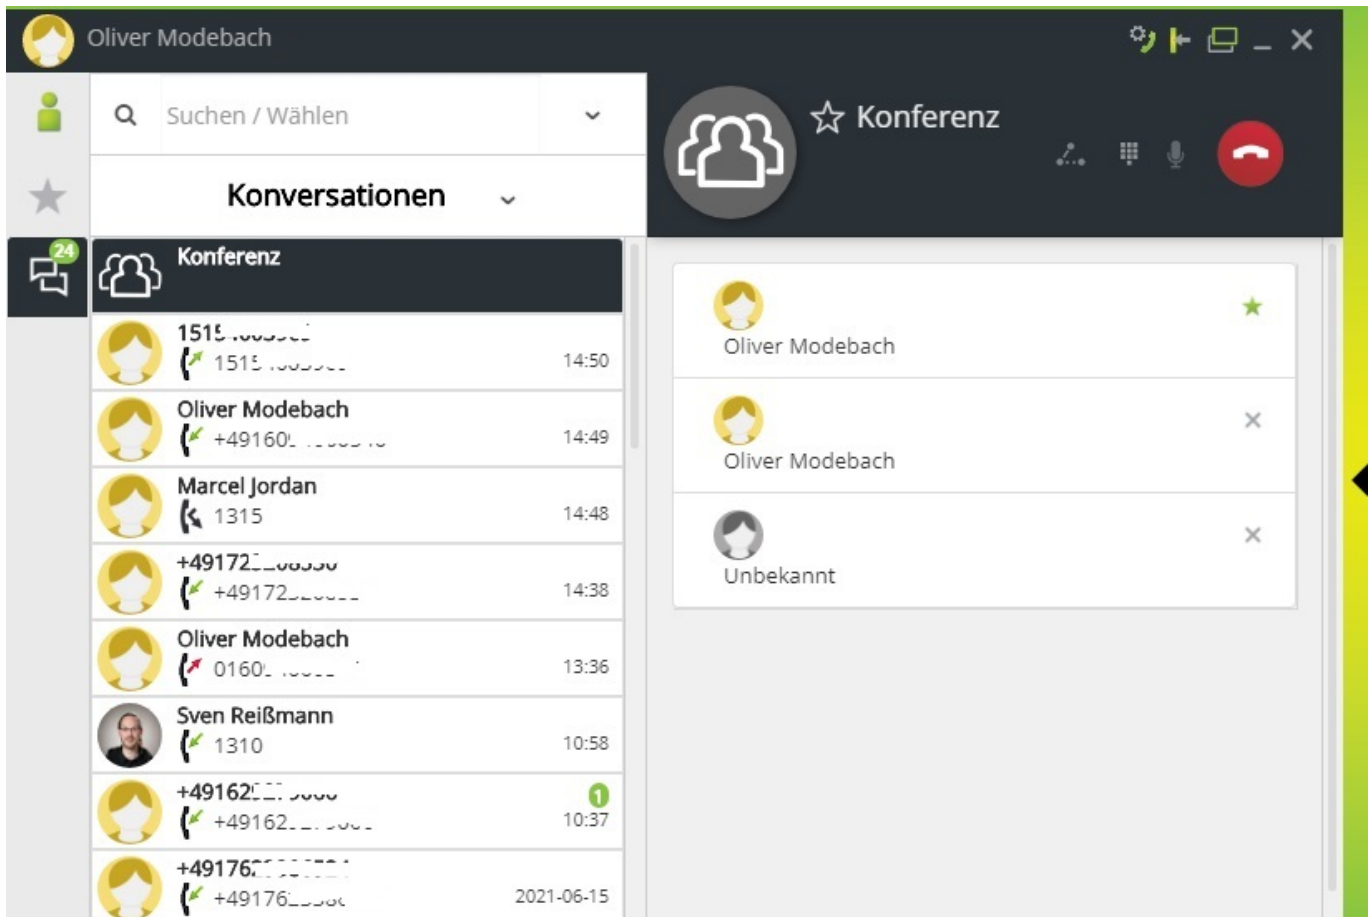 Oliver Modebach
Suchen / Wählen
Konferenz
Konversationen
24
Konferenz
14:50
Oliver Modebach
14:49
Marcel Jordan
1315
14:48
14:38
Oliver Modebach
13:36
Sven Reißmann
1310
10:58
1
10:37
2021-06-15
Oliver Modebach
Oliver Modebach
Unbekannt